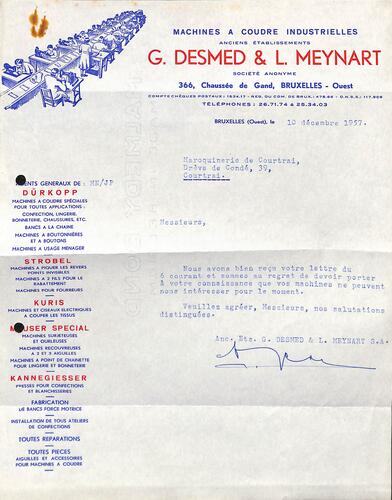 MACHINES A COUDRE INDUSTRIELLES
ANCIENS ÉTABLISSEMENTS
G. DESMED & L. MEYNART
SOCIÉTÉ ANONYME
366, Chaussée de Gand, BRUXELLES - Ouest
TÉLÉPHONES : 26.71.74 & 25.34.03
BRUXELLES (Ouest), le 10 décembre 1957.
Maroquinerie de Courtrai,
Drève de Condé, 39,
Courtrai.
GENTS GENERAUX DE : MK/JP
DÜRKOPP
MACHINES A COUDRE SPÉCIALES
POUR TOUTES APPLICATIONS :
CONFECTION, LINGERIE,
BONNETERIE, CHAUSSURES, ETC.
BANCS A LA CHAINE
MACHINES A BOUTONNIÈRES
ET A BOUTONS
MACHINES A USAGE MÉNAGER
STROBEL
MACHINES A PIQUER LES REVERS
POINTS INVISIBLES
MACHINES A 2 FILS POUR LE
RABATTEMENT
MACHINES POUR FOURREURS
KURIS
MACHINES ET CISEAUX ELECTRIQUES
A COUPER LES TISSUS
M USER SPECIAL
MACHINES SURJETEUSES
ET OURLEUSES
MACHINES RECOUVREUSES
A 2 ET 3 AIGUILLES
MACHINES A POINT DE CHAINETTE
POUR LINGERIE ET BONNETERIE
KANNEGIESSER
PRESSES POUR CONFECTIONS
ET BLANCHISSERIES
FABRICATION
DE BANCS FORCE MOTRICE
INSTALLATION DE TOUS ATELIERS
DE CONFECTION
TOUTES REPARATIONS
TOUTES PIECES
AIGUILLES ET ACCESSOIRES
POUR MACHINES A COUDRE
Messieurs,
Nous avons bien reçu votre lettre du
6 courant et sommes au regret de devoir porter
à votre connaissance que vos machines ne peuvent
nous intéresser pour le moment.
Veuillez agréer, Messieurs, nos salutations
distinguées.
Anc. Ets. G. DESMED & L. MEYNART S.A.